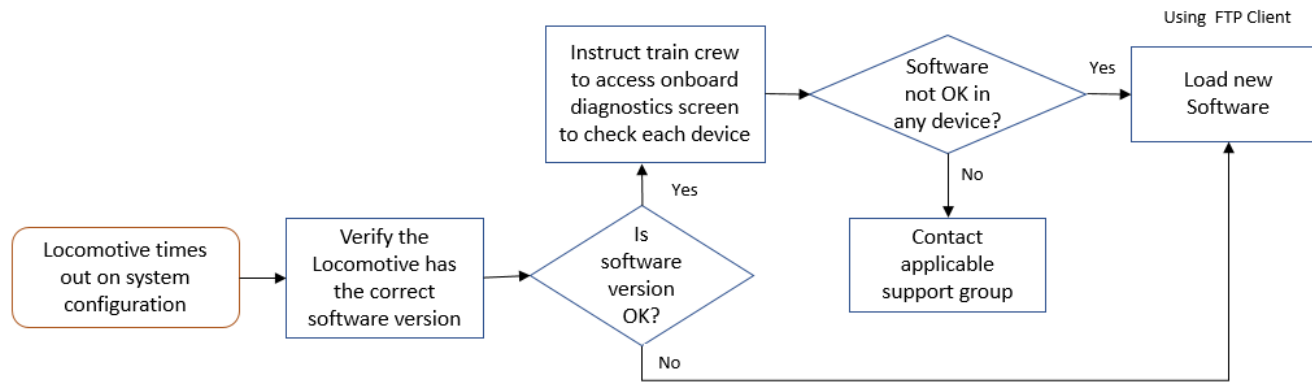 Locomotive times
out on system
configuration
Verify the
Locomotive has
the correct
software version
Is
software
version
OK?
Yes
No
Instruct train crew
to access onboard
diagnostics screen
to check each device
Software
not OK in
any device?
Yes
No
Contact
applicable
support group
Using FTP Client
Load new
Software